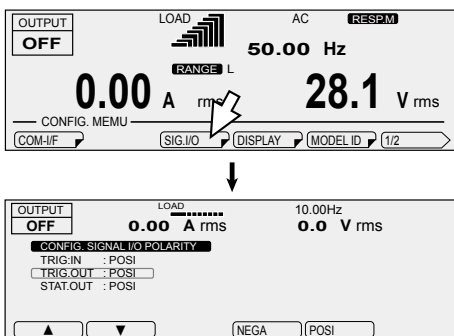 OUTPUT LOAD AC RESP.M
OFF 50.00 Hz
RANGE L
0.00 A rms 28.1 V rms
CONFIG. MEMU
COM-I/F SIG.I/O DISPLAY MODEL ID 1/2
OUTPUT LOAD 10.00Hz
OFF 0.00 A rms 0.0 V rms
CONFIG. SIGNAL I/O POLARITY
TRIG:IN : POSI
TRIG.OUT : POSI
STAT.OUT : POSI
▲ ▼ NEGA POSI